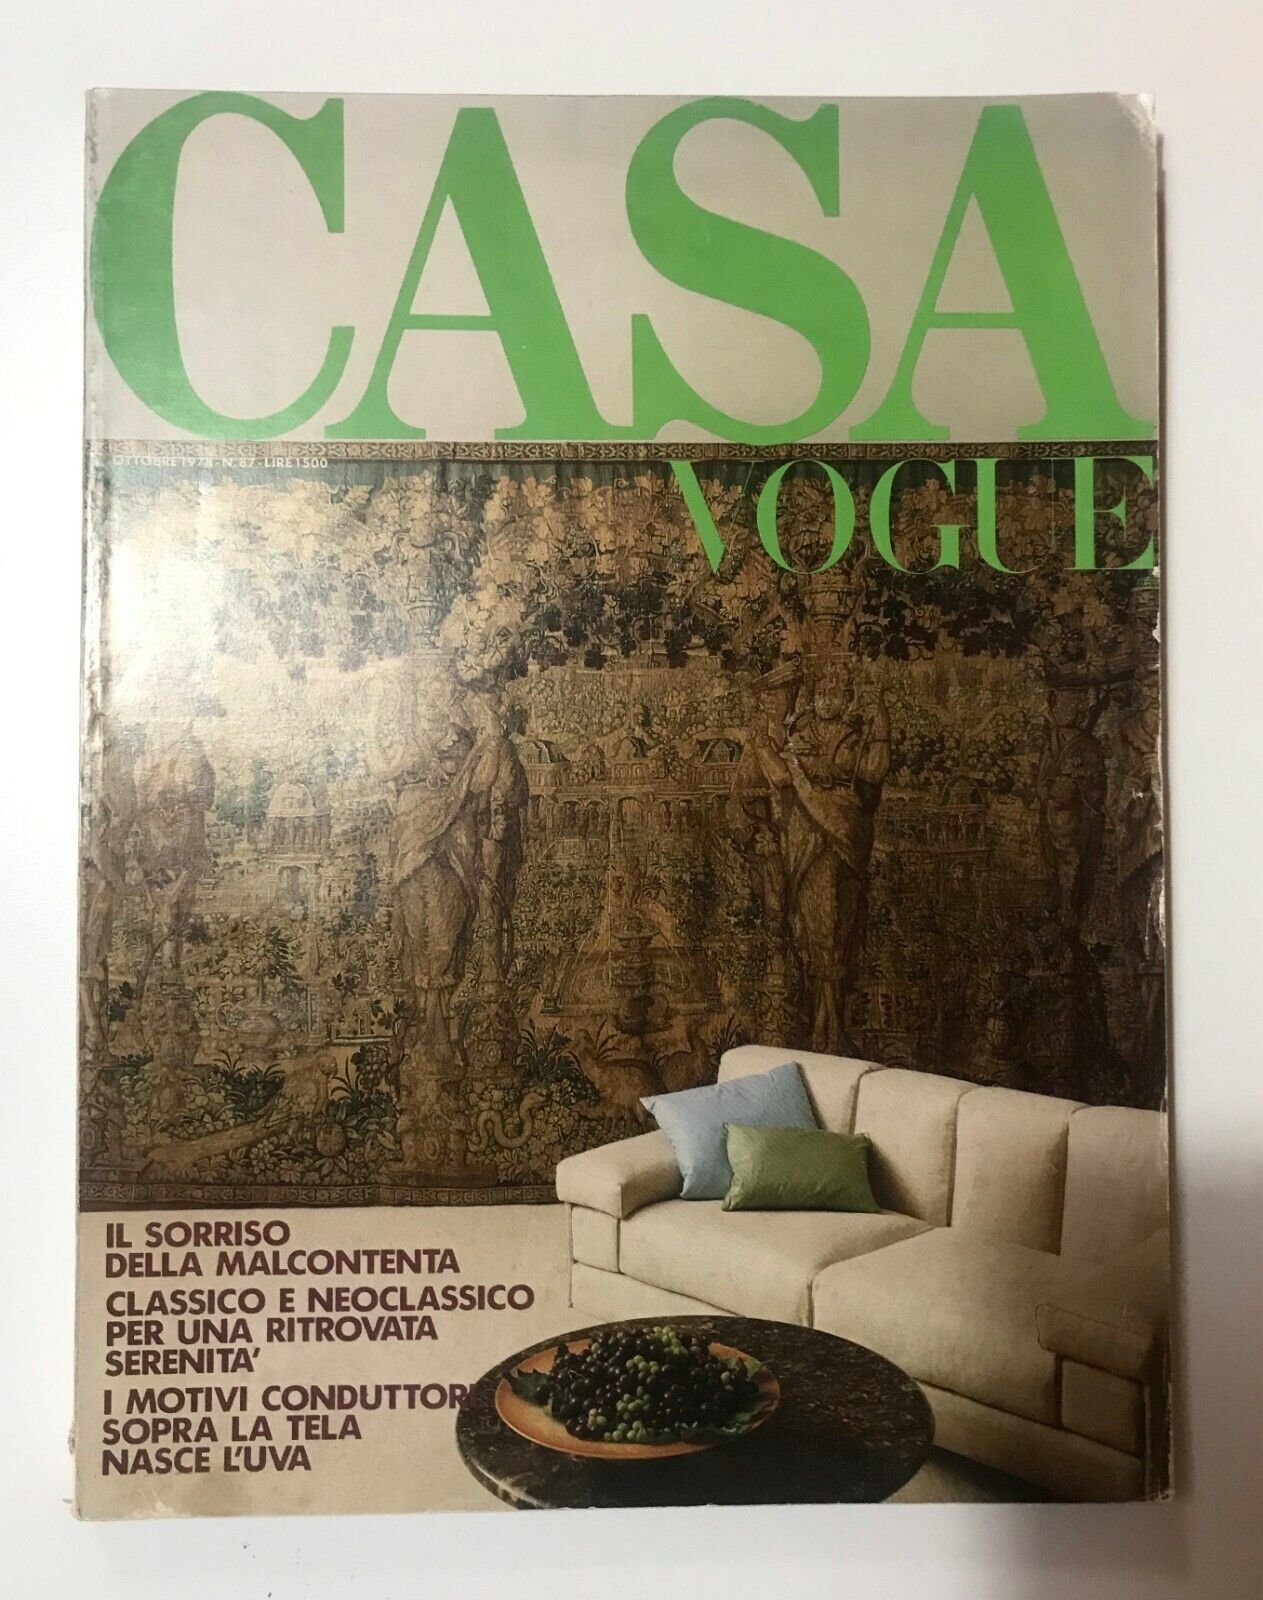 CASA
VOGUE
OTTOBRE 1978 - N. 87 - LIRE 1500
IL SORRISO
DELLA MALCONTENTA
CLASSICO E NEOCLASSICO
PER UNA RITROVATA
SERENITA'
I MOTIVI CONDUTTORI
SOPRA LA TELA
NASCE L'UVA